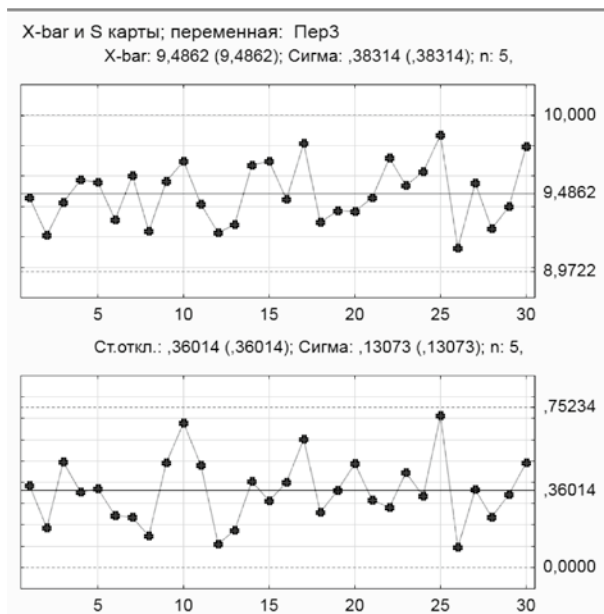 X-bar и S карты; переменная: Пер3
X-bar: 9,4862 (9,4862); Сигма: ,38314 (,38314); n: 5,
10,000
9,4862
8,9722
5 10 15 20 25 30
Ст.откл.: ,36014 (,36014); Сигма: ,13073 (,13073); n: 5,
,75234
,36014
0,0000
5 10 15 20 25 30